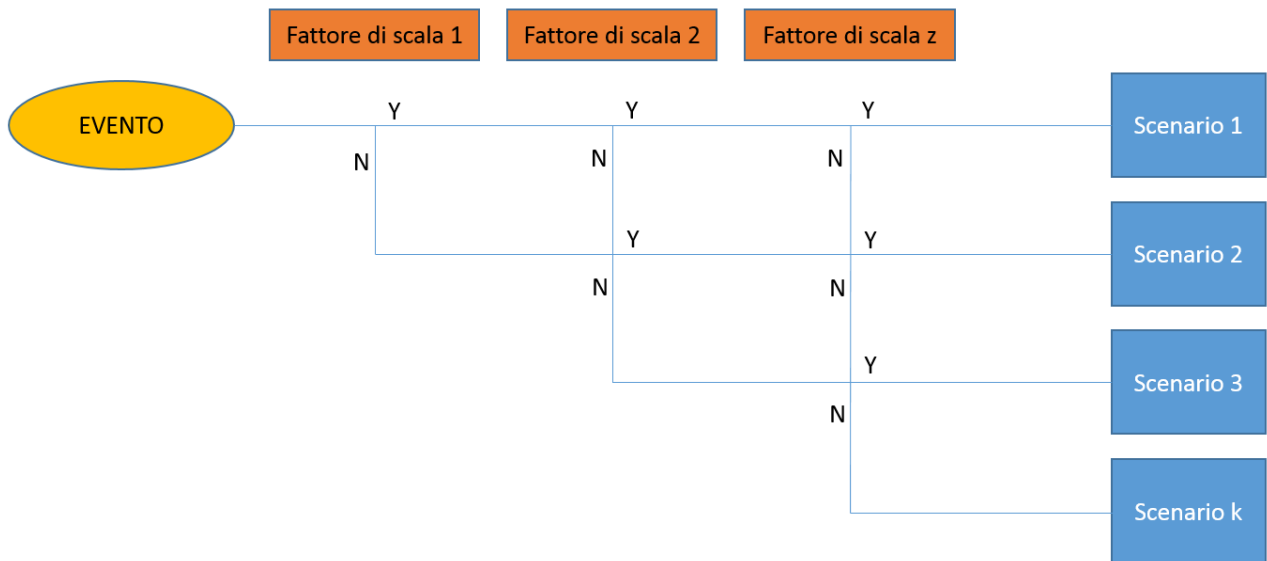 Fattore di scala 1 Fattore di scala 2 Fattore di scala z
Y Y Y
EVENTO Scenario 1
N N N
Y Y
Scenario 2
N N
Y
Scenario 3
N
Scenario k